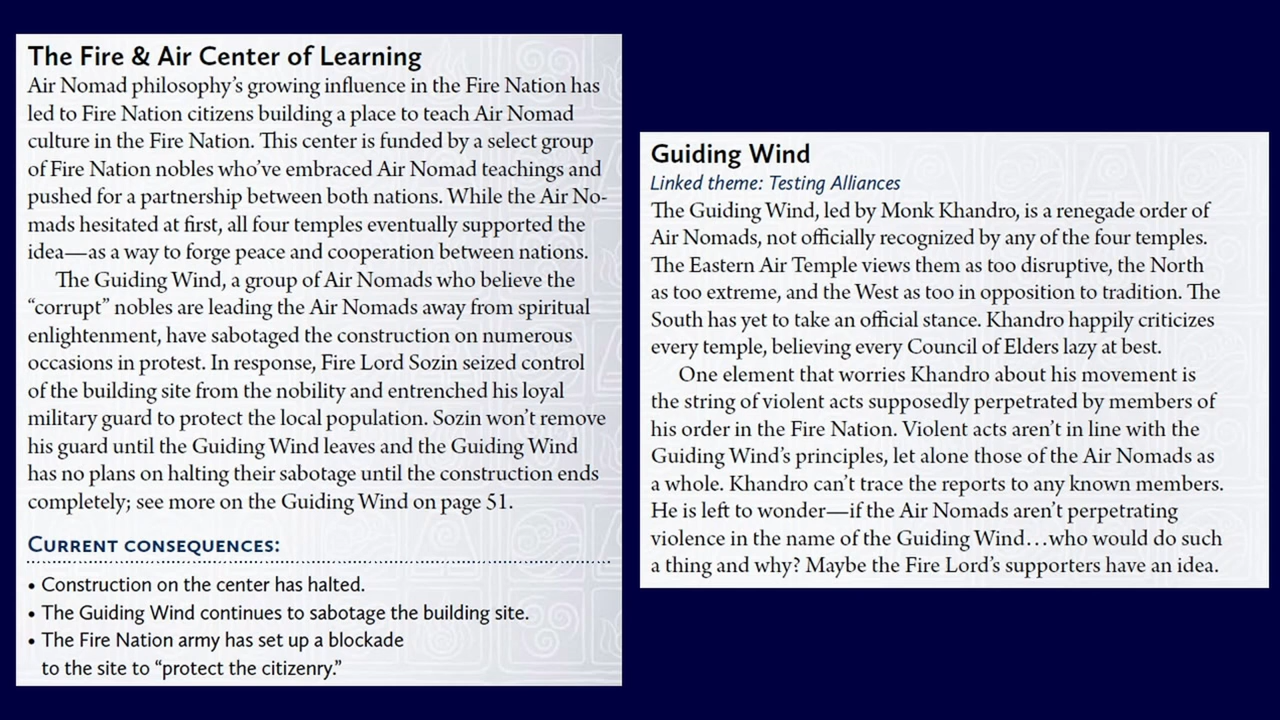 The Fire & Air Center of Learning
Air Nomad philosophy’s growing influence in the Fire Nation has
led to Fire Nation citizens building a place to teach Air Nomad
culture in the Fire Nation. This center is funded by a select group
of Fire Nation nobles who’ve embraced Air Nomad teachings and
pushed for a partnership between both nations. While the Air No-
mads hesitated at first, all four temples eventually supported the
idea—as a way to forge peace and cooperation between nations.
The Guiding Wind, a group of Air Nomads who believe the
“corrupt” nobles are leading the Air Nomads away from spiritual
enlightenment, have sabotaged the construction on numerous
occasions in protest. In response, Fire Lord Sozin seized control
of the building site from the nobility and entrenched his loyal
military guard to protect the local population. Sozin won’t remove
his guard until the Guiding Wind leaves and the Guiding Wind
has no plans on halting their sabotage until the construction ends
completely; see more on the Guiding Wind on page 51.
Current consequences:
• Construction on the center has halted.
• The Guiding Wind continues to sabotage the building site.
• The Fire Nation army has set up a blockade
to the site to “protect the citizenry.”
Guiding Wind
Linked theme: Testing Alliances
The Guiding Wind, led by Monk Khandro, is a renegade order of
Air Nomads, not officially recognized by any of the four temples.
The Eastern Air Temple views them as too disruptive, the North
as too extreme, and the West as too in opposition to tradition. The
South has yet to take an official stance. Khandro happily criticizes
every temple, believing every Council of Elders lazy at best.
One element that worries Khandro about his movement is
the string of violent acts supposedly perpetrated by members of
his order in the Fire Nation. Violent acts aren’t in line with the
Guiding Wind’s principles, let alone those of the Air Nomads as
a whole. Khandro can’t trace the reports to any known members.
He is left to wonder—if the Air Nomads aren’t perpetrating
violence in the name of the Guiding Wind…who would do such
a thing and why? Maybe the Fire Lord’s supporters have an idea.